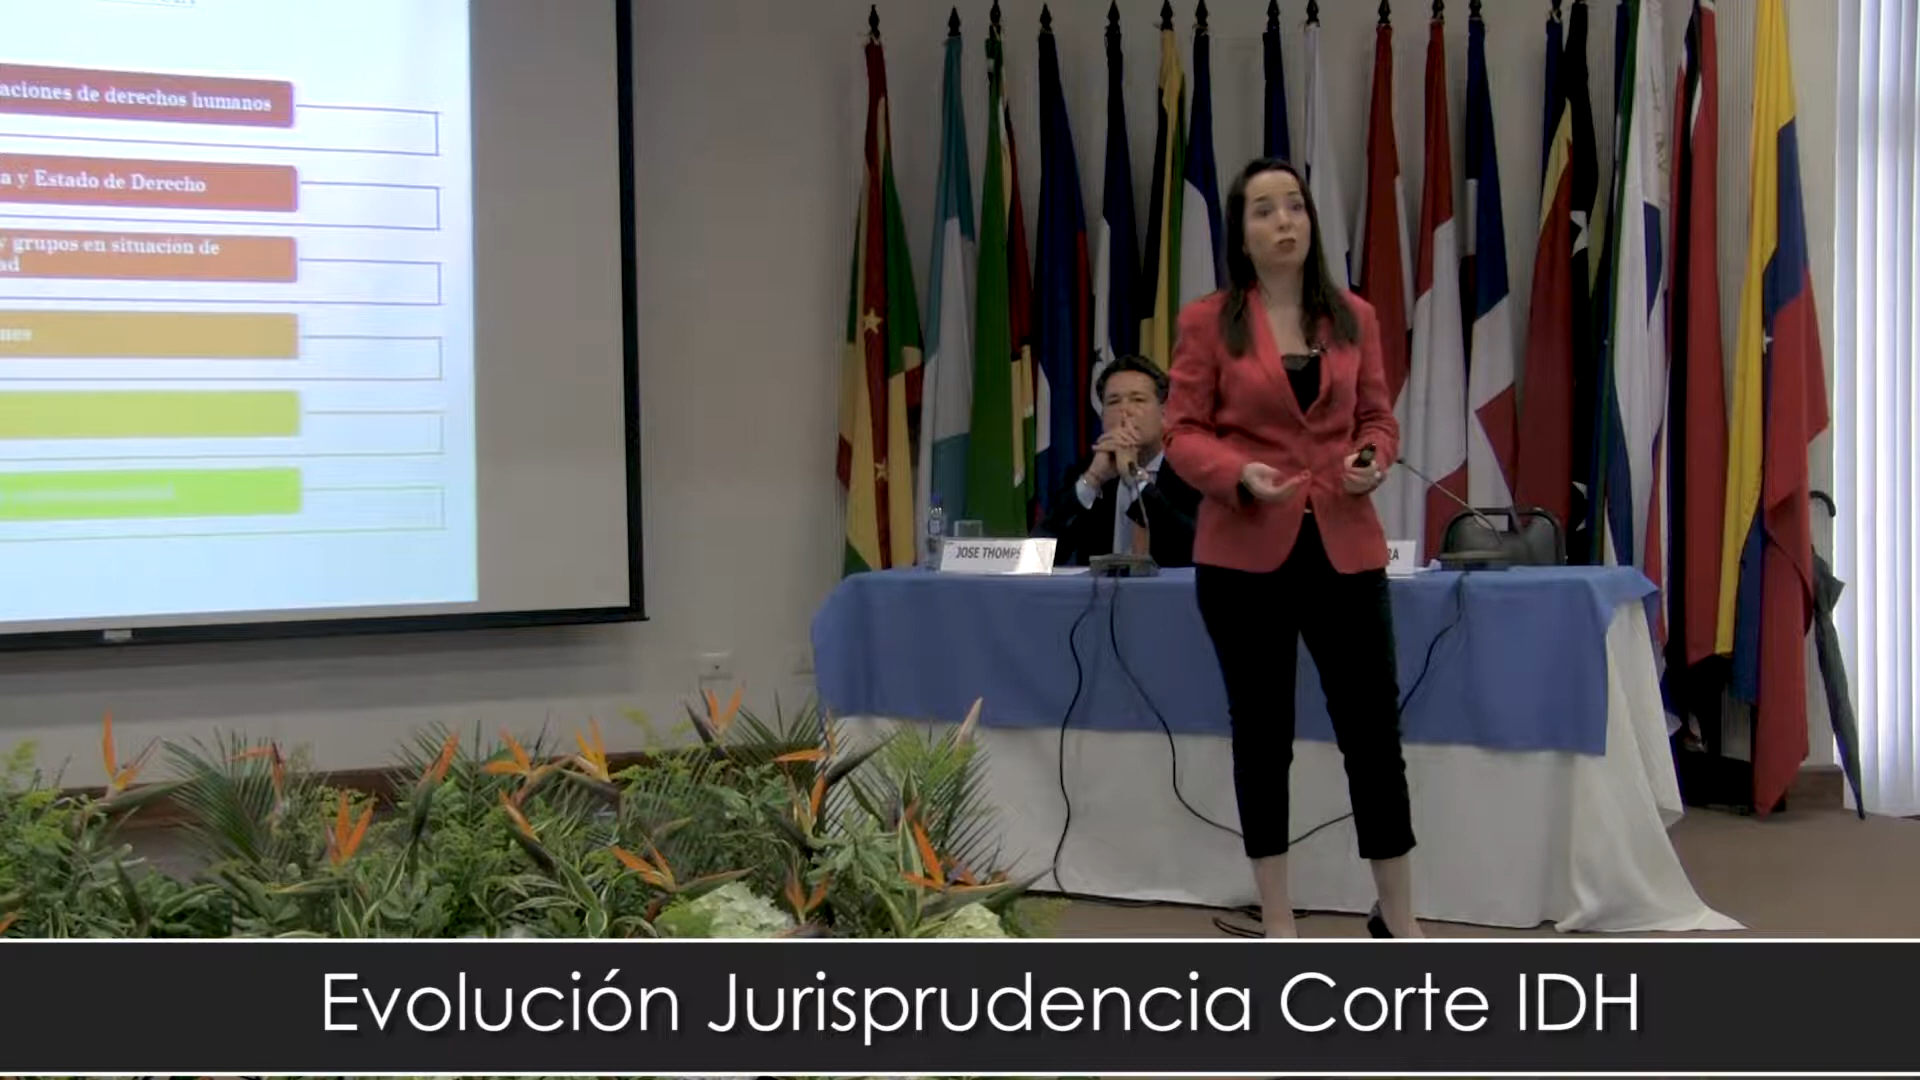 aciones de derechos humanos
a y Estado de Derecho
y grupos en situación de
ad
nes
JOSE THOMPS
RA
Evolución Jurisprudencia Corte IDH